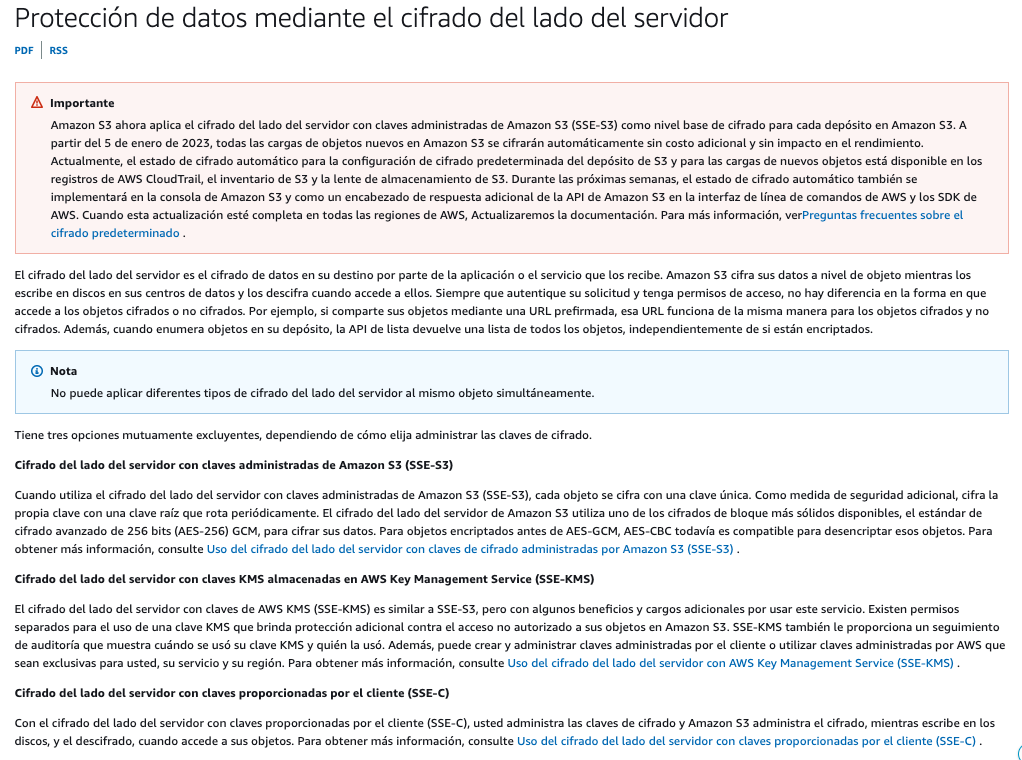 Protección de datos mediante el cifrado del lado del servidor
PDF | RSS
Importante
Amazon S3 ahora aplica el cifrado del lado del servidor con claves administradas de Amazon S3 (SSE-S3) como nivel base de cifrado para cada depósito en Amazon S3. A
partir del 5 de enero de 2023, todas las cargas de objetos nuevos en Amazon S3 se cifrarán automáticamente sin costo adicional y sin impacto en el rendimiento.
Actualmente, el estado de cifrado automático para la configuración de cifrado predeterminada del depósito de S3 y para las cargas de nuevos objetos está disponible en los
registros de AWS CloudTrail, el inventario de S3 y la lente de almacenamiento de S3. Durante las próximas semanas, el estado de cifrado automático también se
implementará en la consola de Amazon S3 y como un encabezado de respuesta adicional de la API de Amazon S3 en la interfaz de línea de comandos de AWS y los SDK de
AWS. Cuando esta actualización esté completa en todas las regiones de AWS, Actualizaremos la documentación. Para más información, verPreguntas frecuentes sobre el
cifrado predeterminado .
El cifrado del lado del servidor es el cifrado de datos en su destino por parte de la aplicación o el servicio que los recibe. Amazon S3 cifra sus datos a nivel de objeto mientras los
escribe en discos en sus centros de datos y los descifra cuando accede a ellos. Siempre que autentique su solicitud y tenga permisos de acceso, no hay diferencia en la forma en que
accede a los objetos cifrados o no cifrados. Por ejemplo, si comparte sus objetos mediante una URL prefirmada, esa URL funciona de la misma manera para los objetos cifrados y no
cifrados. Además, cuando enumera objetos en su depósito, la API de lista devuelve una lista de todos los objetos, independientemente de si están encriptados.
Nota
No puede aplicar diferentes tipos de cifrado del lado del servidor al mismo objeto simultáneamente.
Tiene tres opciones mutuamente excluyentes, dependiendo de cómo elija administrar las claves de cifrado.
Cifrado del lado del servidor con claves administradas de Amazon S3 (SSE-S3)
Cuando utiliza el cifrado del lado del servidor con claves administradas de Amazon S3 (SSE-S3), cada objeto se cifra con una clave única. Como medida de seguridad adicional, cifra la
propia clave con una clave raíz que rota periódicamente. El cifrado del lado del servidor de Amazon S3 utiliza uno de los cifrados de bloque más sólidos disponibles, el estándar de
cifrado avanzado de 256 bits (AES-256) GCM, para cifrar sus datos. Para objetos encriptados antes de AES-GCM, AES-CBC todavía es compatible para desencriptar esos objetos. Para
obtener más información, consulte Uso del cifrado del lado del servidor con claves de cifrado administradas por Amazon S3 (SSE-S3) .
Cifrado del lado del servidor con claves KMS almacenadas en AWS Key Management Service (SSE-KMS)
El cifrado del lado del servidor con claves de AWS KMS (SSE-KMS) es similar a SSE-S3, pero con algunos beneficios y cargos adicionales por usar este servicio. Existen permisos
separados para el uso de una clave KMS que brinda protección adicional contra el acceso no autorizado a sus objetos en Amazon S3. SSE-KMS también le proporciona un seguimiento
de auditoría que muestra cuándo se usó su clave KMS y quién la usó. Además, puede crear y administrar claves administradas por el cliente o utilizar claves administradas por AWS que
sean exclusivas para usted, su servicio y su región. Para obtener más información, consulte Uso del cifrado del lado del servidor con AWS Key Management Service (SSE-KMS) .
Cifrado del lado del servidor con claves proporcionadas por el cliente (SSE-C)
Con el cifrado del lado del servidor con claves proporcionadas por el cliente (SSE-C), usted administra las claves de cifrado y Amazon S3 administra el cifrado, mientras escribe en los
discos, y el descifrado, cuando accede a sus objetos. Para obtener más información, consulte Uso del cifrado del lado del servidor con claves proporcionadas por el cliente (SSE-C) .